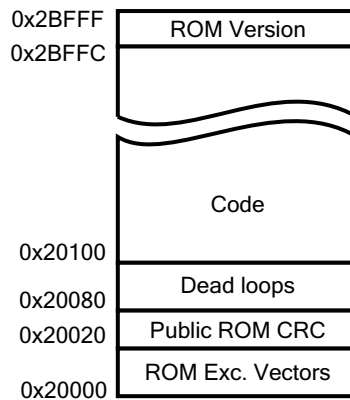 0x2BFFF
ROM Version
0x2BFFC
Code
0x20100
Dead loops
0x20080
Public ROM CRC
0x20020
ROM Exc. Vectors
0x20000